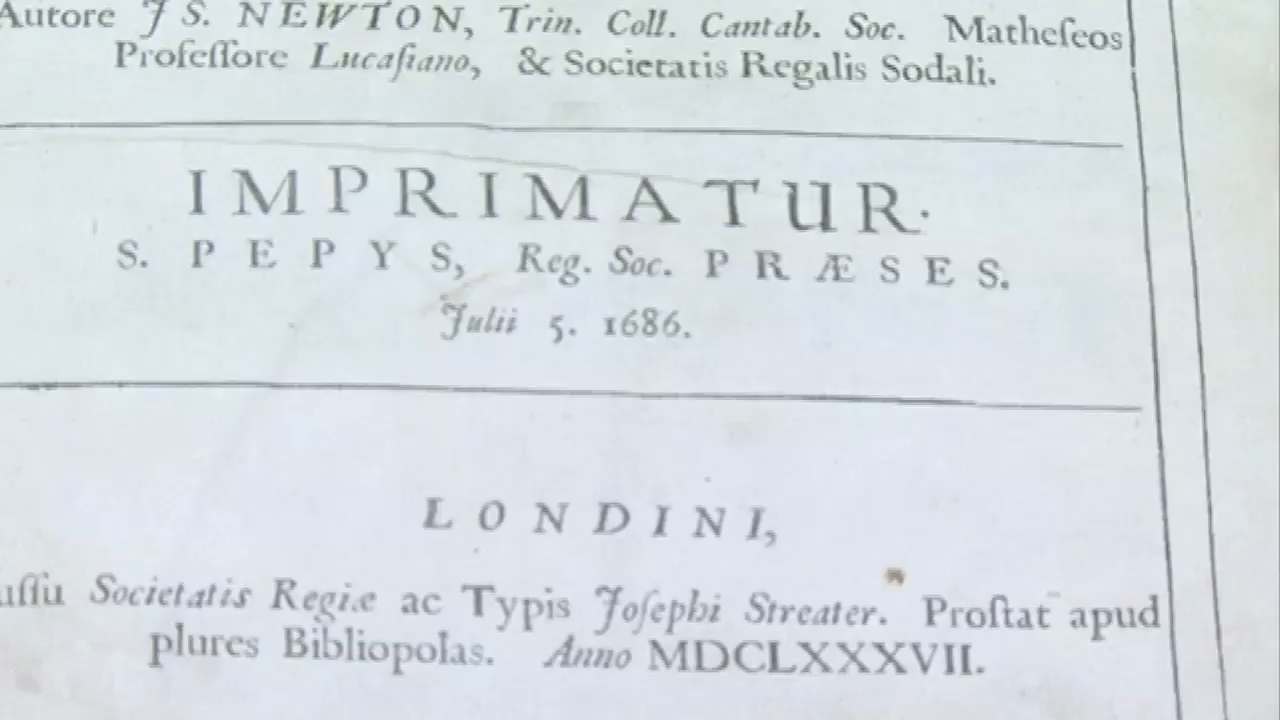 Autore JS. NEWTON, Trin. Coll. Cantab. Soc. Matheſeos
Profeſſore Lucaſiano, & Societatis Regalis Sodali.
IMPRIMATUR.
S. PEPYS, Reg. Soc. PRÆSES.
Julii 5. 1686.
LONDINI,
uſſu Societatis Regiæ ac Typis Joſephi Streater. Proſtat apud
plures Bibliopolas. Anno MDCLXXXVII.